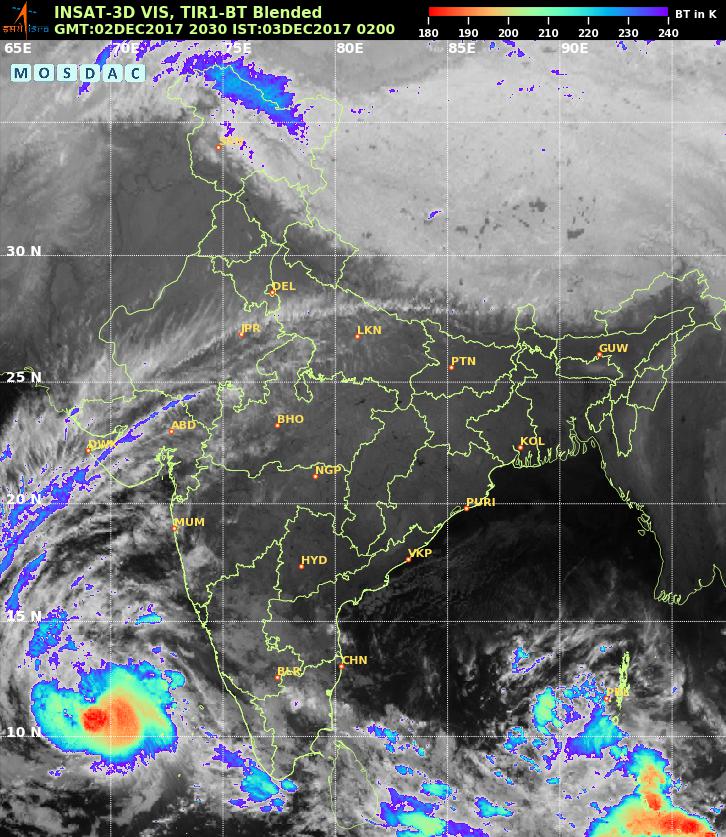 INSAT-3D VIS, TIR1-BT Blended
GMT:02DEC2017 2030 IST:03DEC2017 0200
BT in K
180 190 200 210 220 230 240
65E 70E 75E 80E 85E 90E
M O S D A C
30 N
DEL
JPR
LKN
GUW
PTN
25 N
BHO
ABD
KOL
NGP
20 N
PURI
MUM
VKP
HYD
15 N
CHN
BLR
10 N